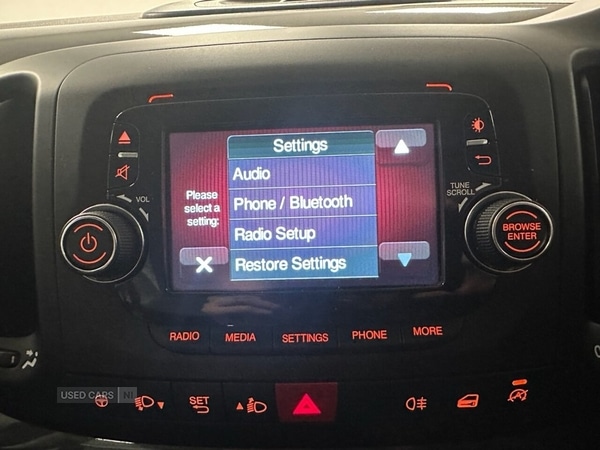 Settings
Audio
Please
select a
setting:
Phone / Bluetooth
Radio Setup
Restore Settings
VOL
TUNE
SCROLL
BROWSE
ENTER
RADIO
MEDIA
SETTINGS
PHONE
MORE
USED CARS NI
SET